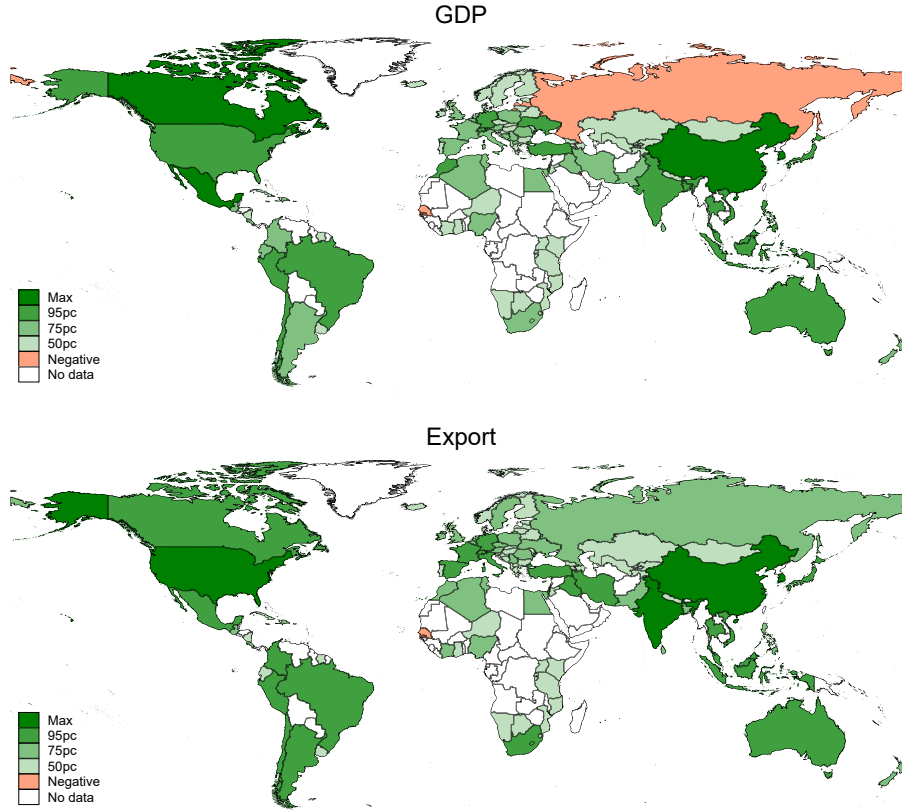 GDP
Max
95pc
75pc
50pc
Negative
No data
Export
Max
95pc
75pc
50pc
Negative
No data